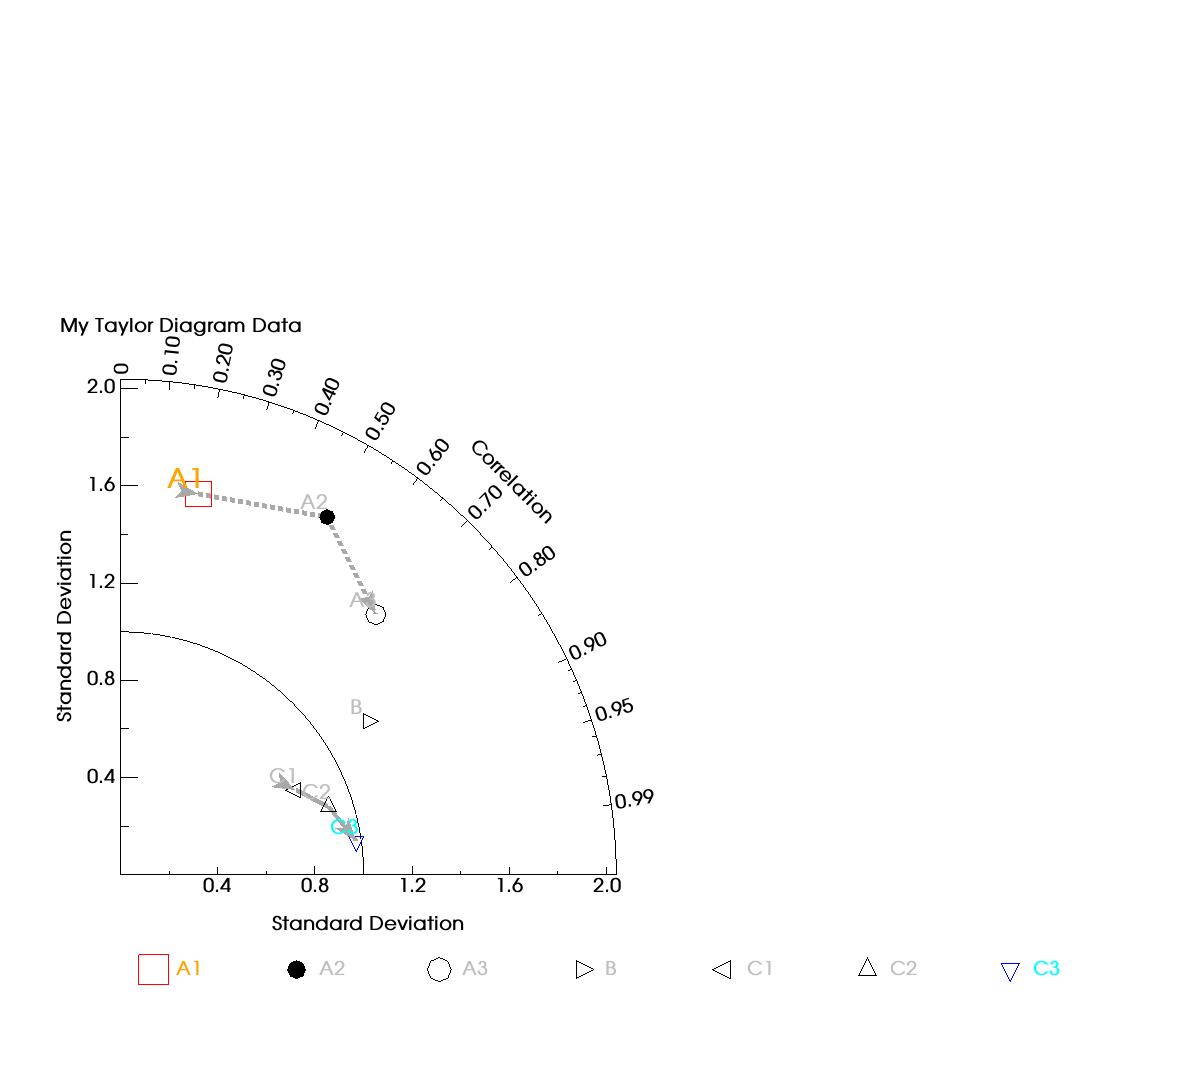 My Taylor Diagram Data
0
0.10
0.20
0.30
0.40
0.50
0.60
0.70
0.80
0.90
0.95
0.99
Correlation
2.0
1.6
1.2
0.8
0.4
Standard Deviation
A1
A2
A3
B
C1
C2
C3
0.4
0.8
1.2
1.6
2.0
Standard Deviation
A1 A2 A3 B C1 C2 C3